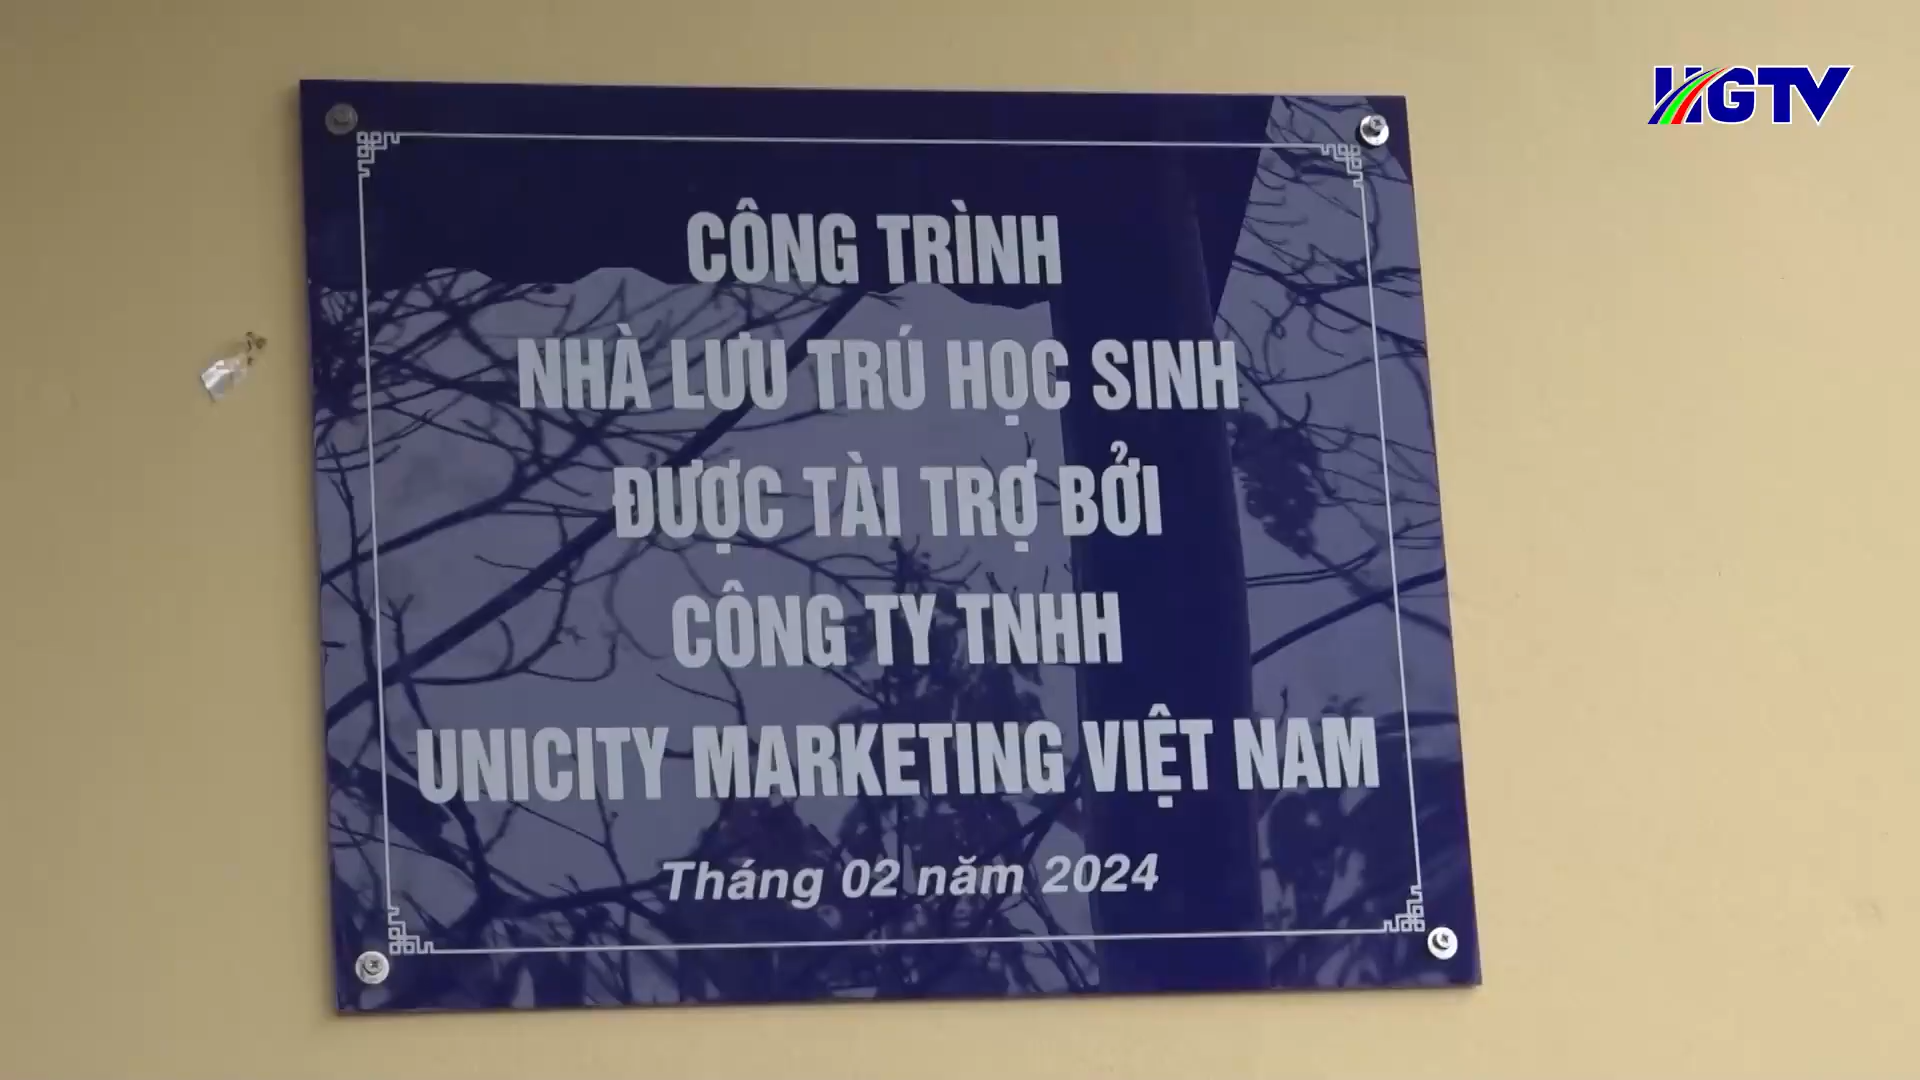 HGTV
CÔNG TRÌNH
NHÀ LƯU TRÚ HỌC SINH
ĐƯỢC TÀI TRỢ BỞI
CÔNG TY TNHH
UNICITY MARKETING VIỆT NAM
Tháng 02 năm 2024